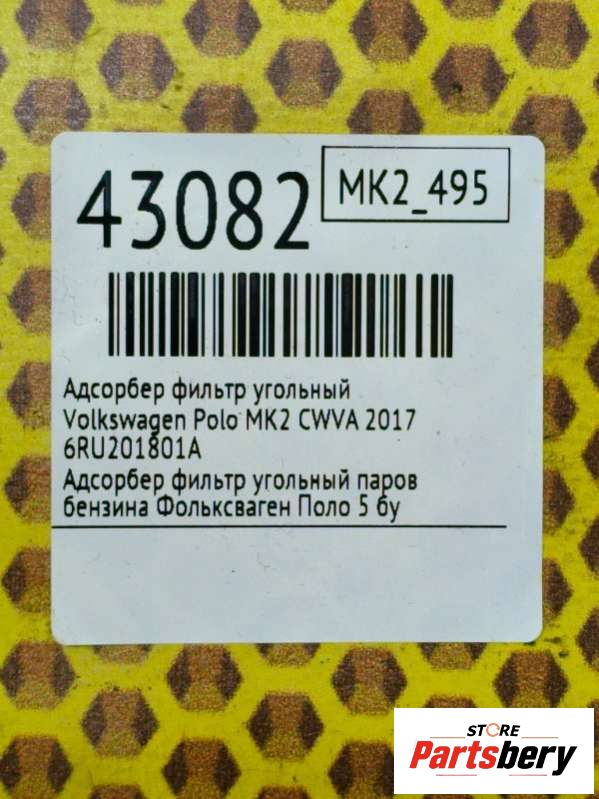 43082
MK2_495
Адсорбер фильтр угольный
Volkswagen Polo MK2 CWVA 2017
6RU201801A
Адсорбер фильтр угольный паров
бензина Фольксваген Поло 5 бу
STORE
Partsbery